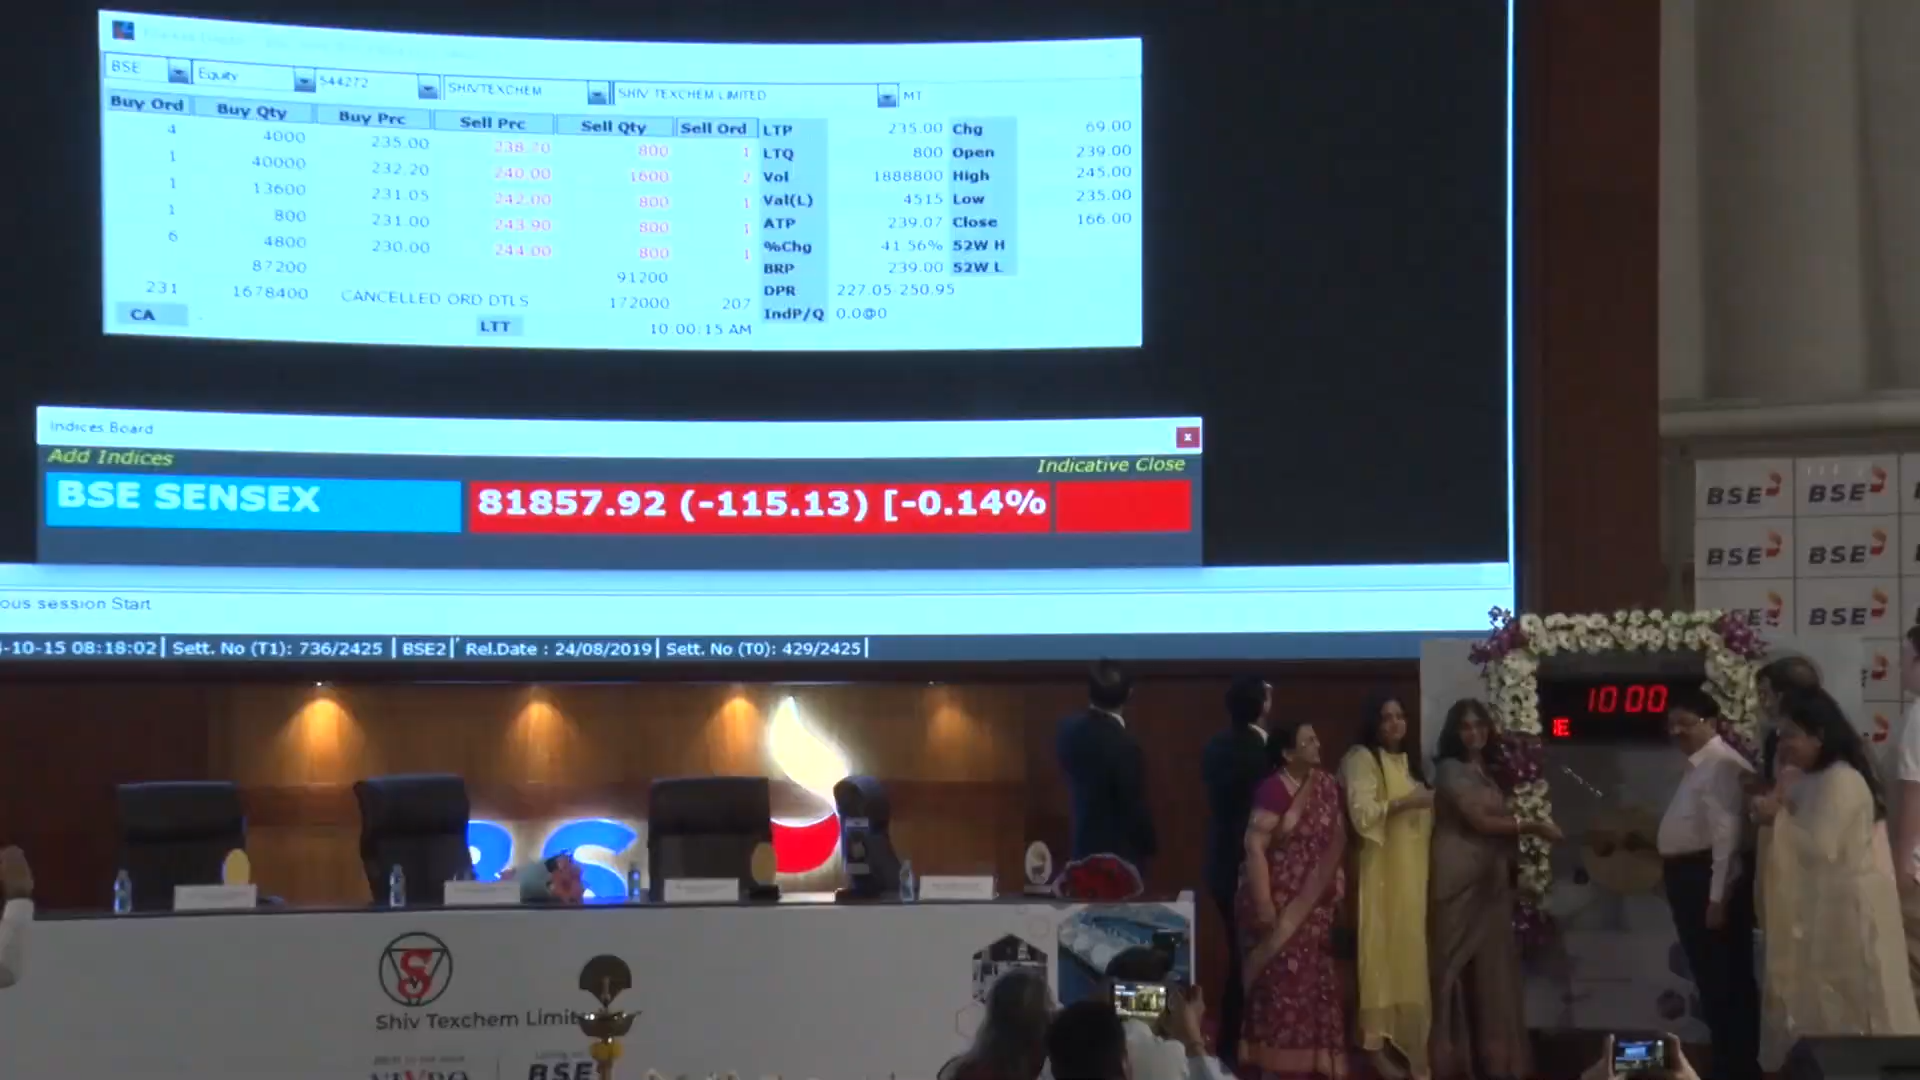 BSE Equity 544272 SHIVTEXCHEM SHIV TEXCHEM LIMITED MT
Buy Ord Buy Qty Buy Prc Sell Prc Sell Qty Sell Ord
4 4000 235.00 238.70 800 1
1 40000 232.20 240.00 1600 2
1 13600 231.05 242.00 800 1
1 800 231.00 243.90 800 1
6 4800 230.00 244.00 800 1
87200 91200
231 1678400 CANCELLED ORD DTLS 172000 207
CA LTT 10 00:15 AM
LTP 235.00 Chg 69.00
LTQ 800 Open 239.00
Vol 1888800 High 245.00
Val(L) 4515 Low 235.00
ATP 239.07 Close 166.00
%Chg 41.56% 52W H
BRP 239.00 52W L
DPR 227.05-250.95
IndP/Q 0.0@0
Indices Board x
Add Indices Indicative Close
BSE SENSEX 81857.92 (-115.13) [-0.14%
ous session Start
-10-15 08:18:02 | Sett. No (T1): 736/2425 | BSE2 | Rel.Date : 24/08/2019 | Sett. No (T0): 429/2425 |
BSE BSE
BSE BSE
BSE
10 00
S
Shiv Texchem Limit
BSE